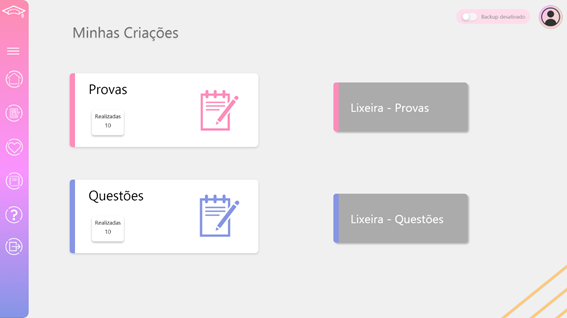 Backup desativado
Minhas Criações
Provas
Realizadas
10
Lixeira - Provas
Questões
Realizadas
10
Lixeira - Questões
?